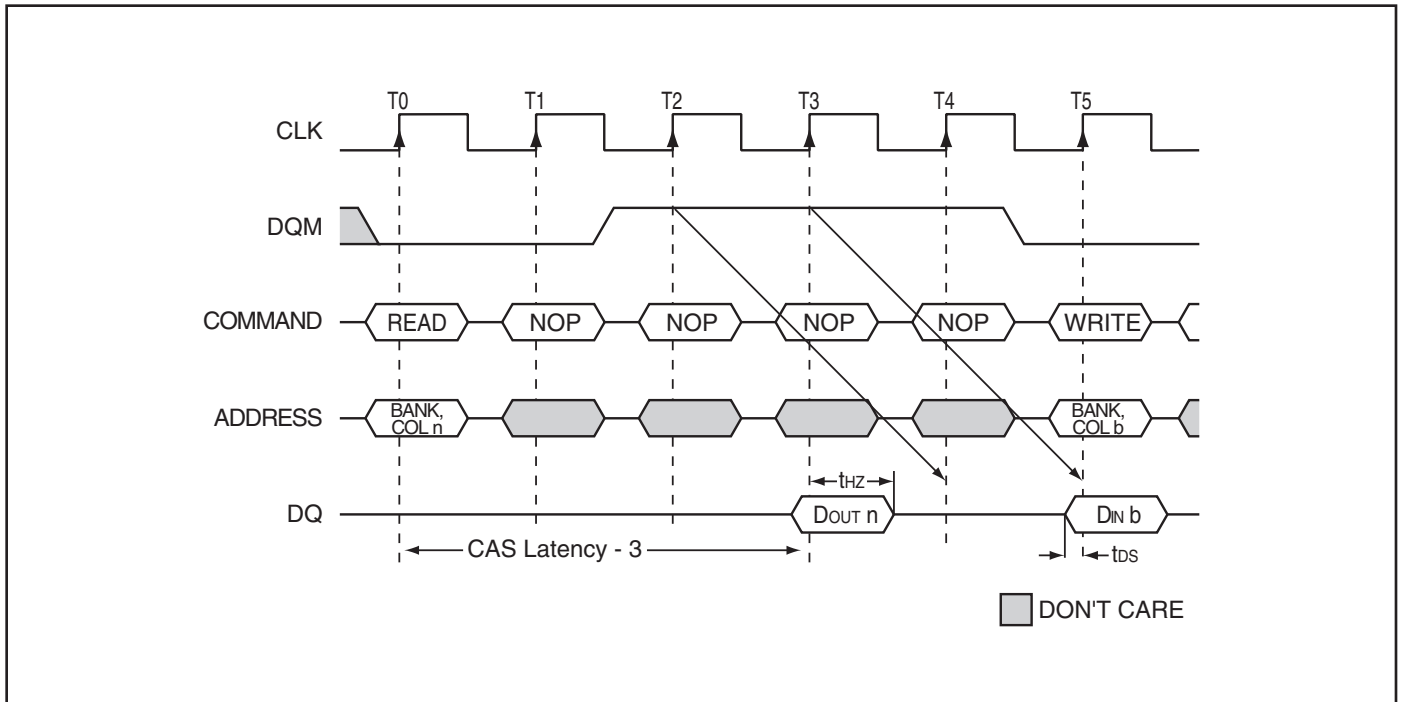 T0 T1 T2 T3 T4 T5
CLK
DQM
COMMAND READ NOP NOP NOP NOP WRITE
ADDRESS BANK, COL n BANK, COL b
tHZ
DQ DOUT n DIN b
CAS Latency - 3 tDS
DON'T CARE